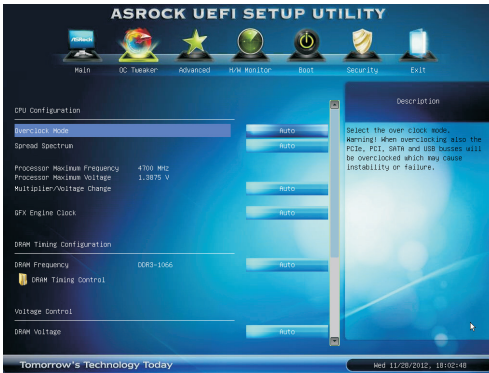 ASROCK UEFI SETUP UTILITY
ASRock
Main
OC Tweaker
Advanced
H/W Monitor
Boot
Security
Exit
CPU Configuration
Overclock Mode Auto
Spread Spectrum Auto
Processor Maximum Frequency 4700 MHz
Processor Maximum Voltage 1.3875 V
Multiplier/Voltage Change Auto
GFX Engine Clock Auto
DRAM Timing Configuration
DRAM Frequency DDR3-1066 Auto
DRAM Timing Control
Voltage Control
DRAM Voltage Auto
Description
Select the over clock mode.
Warning! When overclocking also the
PCIe, PCI, SATA and USB busses will
be overclocked which may cause
instability or failure.
Tomorrow's Technology Today
Wed 11/28/2012, 18:02:48